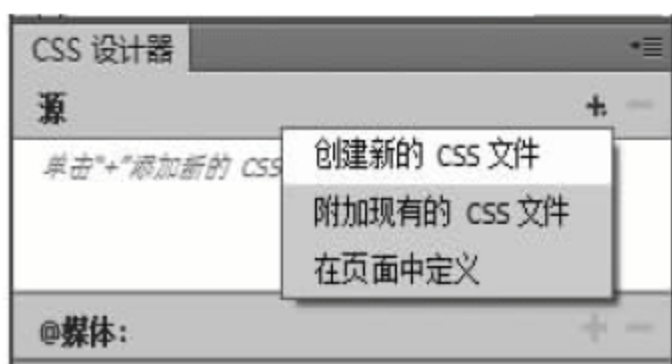 CSS 设计器
源
单击"+"添加新的 CSS
创建新的 CSS 文件
附加现有的 CSS 文件
在页面中定义
@媒体: